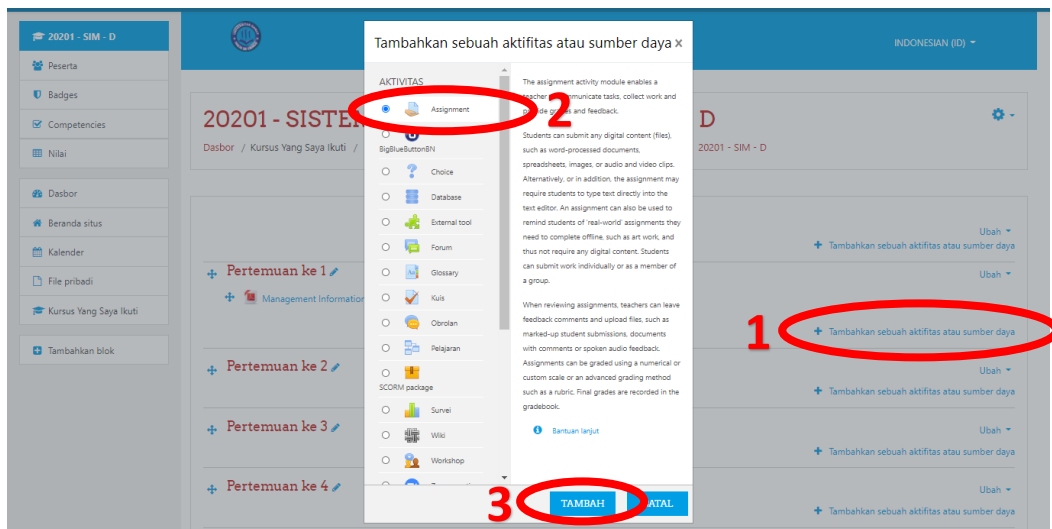 20201 - SIM - D
Peserta
Badges
Competencies
Nilai
Dasbor
Beranda situs
Kalender
File pribadi
Kursus Yang Saya Ikuti
Tambahkan blok
INDONESIAN (ID)
20201 - SISTE
D
Dasbor / Kursus Yang Saya Ikuti /
20201 - SIM - D
Ubah
+ Tambahkan sebuah aktifitas atau sumber daya
Pertemuan ke 1
Ubah
Management Information
1
+ Tambahkan sebuah aktifitas atau sumber daya
Pertemuan ke 2
Ubah
+ Tambahkan sebuah aktifitas atau sumber daya
Pertemuan ke 3
Ubah
+ Tambahkan sebuah aktifitas atau sumber daya
Pertemuan ke 4
Ubah
+ Tambahkan sebuah aktifitas atau sumber daya
Tambahkan sebuah aktifitas atau sumber daya x
AKTIVITAS
Assignment
2
BigBlueButtonBN
Choice
Database
External tool
Forum
Glossary
Kuis
Obrolan
Pelajaran
SCORM package
Survei
Wiki
Workshop
The assignment activity module enables a
communicate tasks, collect work and
and feedback.
Students can submit any digital content (files),
such as word-processed documents,
spreadsheets, images, or audio and video clips.
Alternatively, or in addition, the assignment may
require students to type text directly into the
text editor. An assignment can also be used to
remind students of 'real-world' assignments they
need to complete offline, such as art work, and
thus not require any digital content. Students
can submit work individually or as a member of
a group.
When reviewing assignments, teachers can leave
feedback comments and upload files, such as
marked-up student submissions, documents
with comments or spoken audio feedback.
Assignments can be graded using a numerical or
custom scale or an advanced grading method
such as a rubric. Final grades are recorded in the
gradebook.
Bantuan lanjut
3
TAMBAH
ATAL